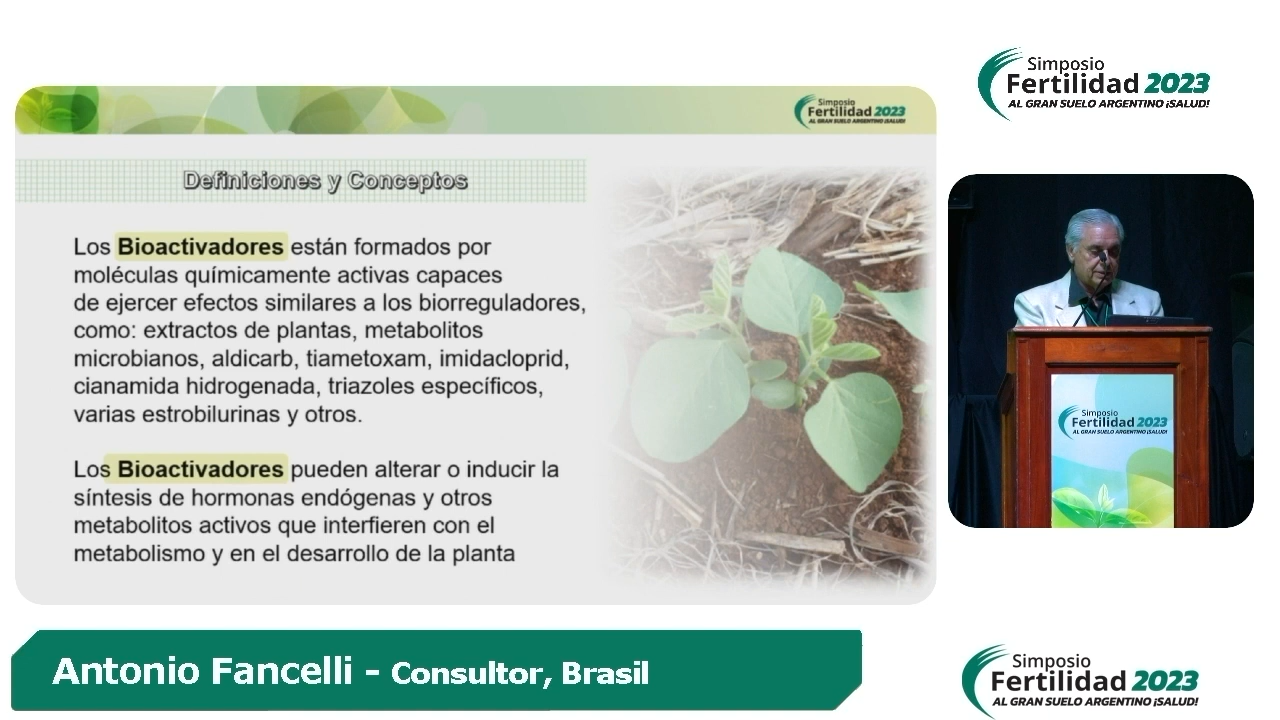 Simposio
Fertilidad 2023
AL GRAN SUELO ARGENTINO ¡SALUD!
Simposio
Fertilidad 2023
AL GRAN SUELO ARGENTINO ¡SALUD!
Definiciones y Conceptos
Los Bioactivadores están formados por
moléculas químicamente activas capaces
de ejercer efectos similares a los biorreguladores,
como: extractos de plantas, metabolitos
microbianos, aldicarb, tiametoxam, imidacloprid,
cianamida hidrogenada, triazoles específicos,
varias estrobilurinas y otros.
Los Bioactivadores pueden alterar o inducir la
síntesis de hormonas endógenas y otros
metabolitos activos que interfieren con el
metabolismo y en el desarrollo de la planta
Simposio
Fertilidad 2023
AL GRAN SUELO ARGENTINO ¡SALUD!
Antonio Fancelli - Consultor, Brasil
Simposio
Fertilidad 2023
AL GRAN SUELO ARGENTINO ¡SALUD!